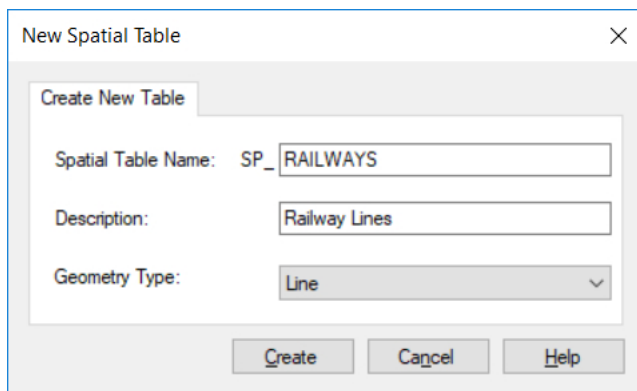 New Spatial Table
Create New Table
Spatial Table Name: SP_ RAILWAYS
Description: Railway Lines
Geometry Type: Line
Create Cancel Help